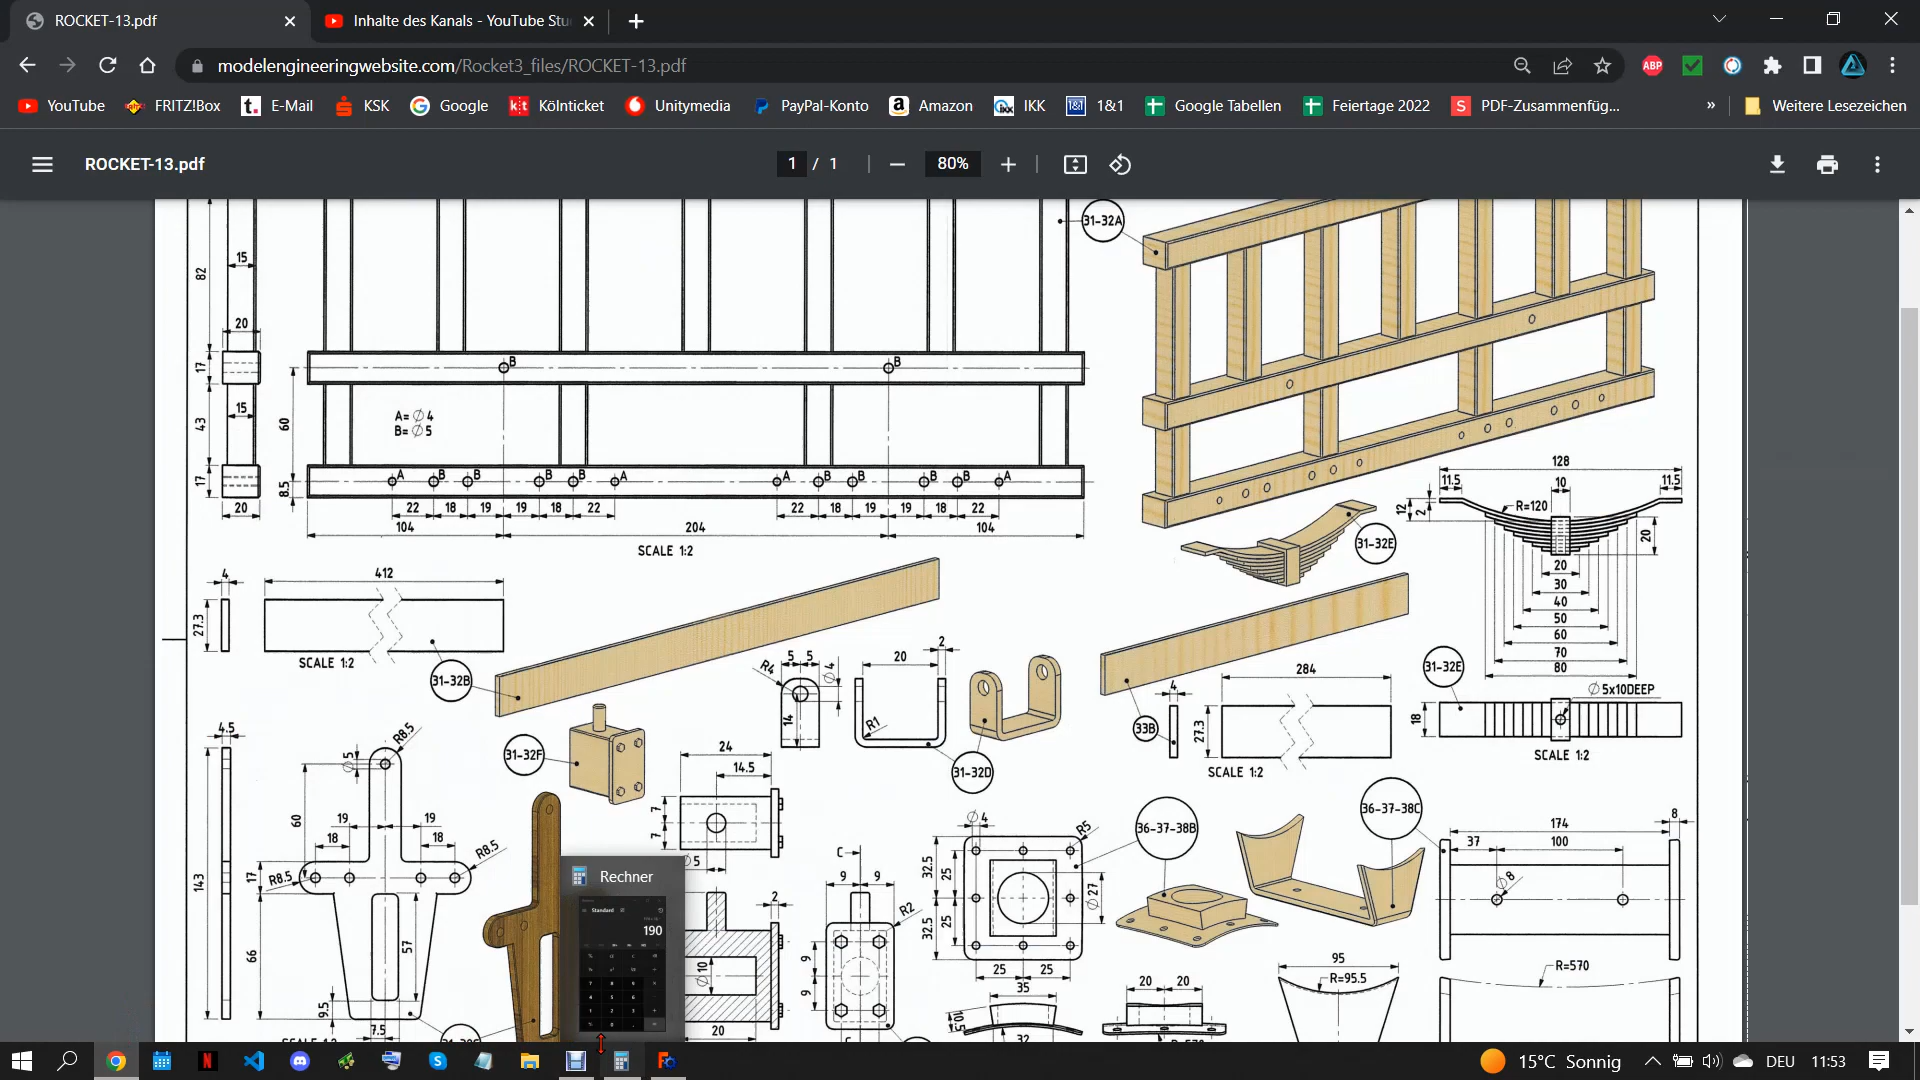 ROCKET-13.pdf
Inhalte des Kanals - YouTube Stu
modelengineeringwebsite.com/Rocket3_files/ROCKET-13.pdf
ABP
YouTube
FRITZ!Box
t.
E-Mail
KSK
Google
kit
Kölnticket
Unitymedia
PayPal-Konto
Amazon
IKK
1&1
1&1
Google Tabellen
Feiertage 2022
S
PDF-Zusammenfüg...
»
Weitere Lesezeichen
ROCKET-13.pdf
1 / 1
80%
31-32A
82
15
20
17
B
B
15
43
60
A= ∅ 4
B= ∅ 5
17
8.5
20
A B B B B A A B B B B A
22 18 19 19 18 22 22 18 19 19 18 22
104 204 104
SCALE 1:2
128
11.5 10 11.5
12
2
R=120
20
31-32E
20
30
40
50
60
70
80
4
412
27.3
SCALE 1:2
31-32B
R4
5 5
∅ 4
14
20
2
R1
31-32D
33B
4
27.3
284
SCALE 1:2
31-32E
∅ 5x10DEEP
18
SCALE 1:2
4.5
143
∅ 5
R8.5
60
19 19
18 18
R8.5
R8.5
17
66
57
9.5
7.5
31-32F
24
14.5
7
7
∅ 5
C
9 9
2
R2
9
9
∅ 10
20
C
∅ 4
R5
32.5
25
32.5
25
∅ 27
25 25
35
10.5
32
36-37-38B
20 20
36-37-38C
95
R=95.5
174
8
37 100
∅ 8
R=570
Rechner
Standard
190
15°C Sonnig
DEU
11:53